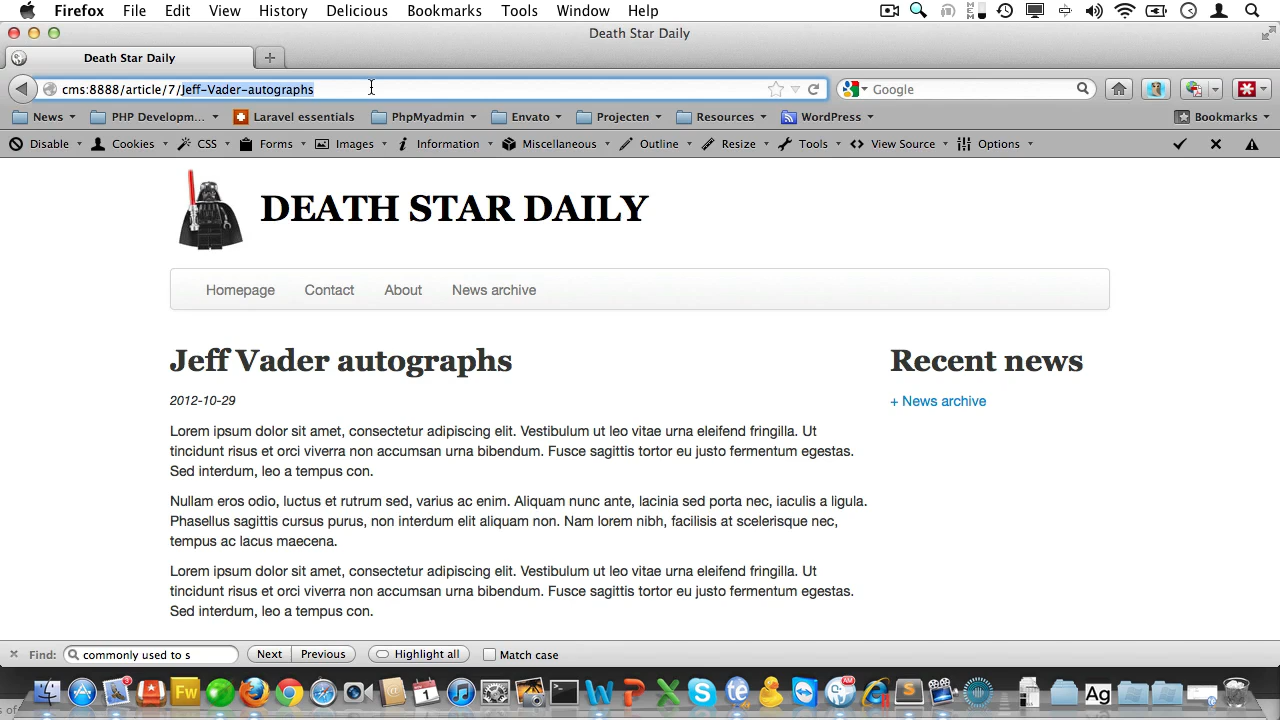 Firefox File Edit View History Delicious Bookmarks Tools Window Help
Death Star Daily
Death Star Daily
cms:8888/article/7/Jeff-Vader-autographs Google
News PHP Developm... Laravel essentials PhpMyadmin Envato Projecten Resources WordPress Bookmarks
Disable Cookies CSS Forms Images Information Miscellaneous Outline Resize Tools View Source Options
DEATH STAR DAILY
Homepage Contact About News archive
Jeff Vader autographs
Recent news
2012-10-29
+ News archive
Lorem ipsum dolor sit amet, consectetur adipiscing elit. Vestibulum ut leo vitae urna eleifend fringilla. Ut
tincidunt risus et orci viverra non accumsan urna bibendum. Fusce sagittis tortor eu justo fermentum egestas.
Sed interdum, leo a tempus con.
Nullam eros odio, luctus et rutrum sed, varius ac enim. Aliquam nunc ante, lacinia sed porta nec, iaculis a ligula.
Phasellus sagittis cursus purus, non interdum elit aliquam non. Nam lorem nibh, facilisis at scelerisque nec,
tempus ac lacus maecena.
Lorem ipsum dolor sit amet, consectetur adipiscing elit. Vestibulum ut leo vitae urna eleifend fringilla. Ut
tincidunt risus et orci viverra non accumsan urna bibendum. Fusce sagittis tortor eu justo fermentum egestas.
Sed interdum, leo a tempus con.
Find: commonly used to s Next Previous Highlight all Match case